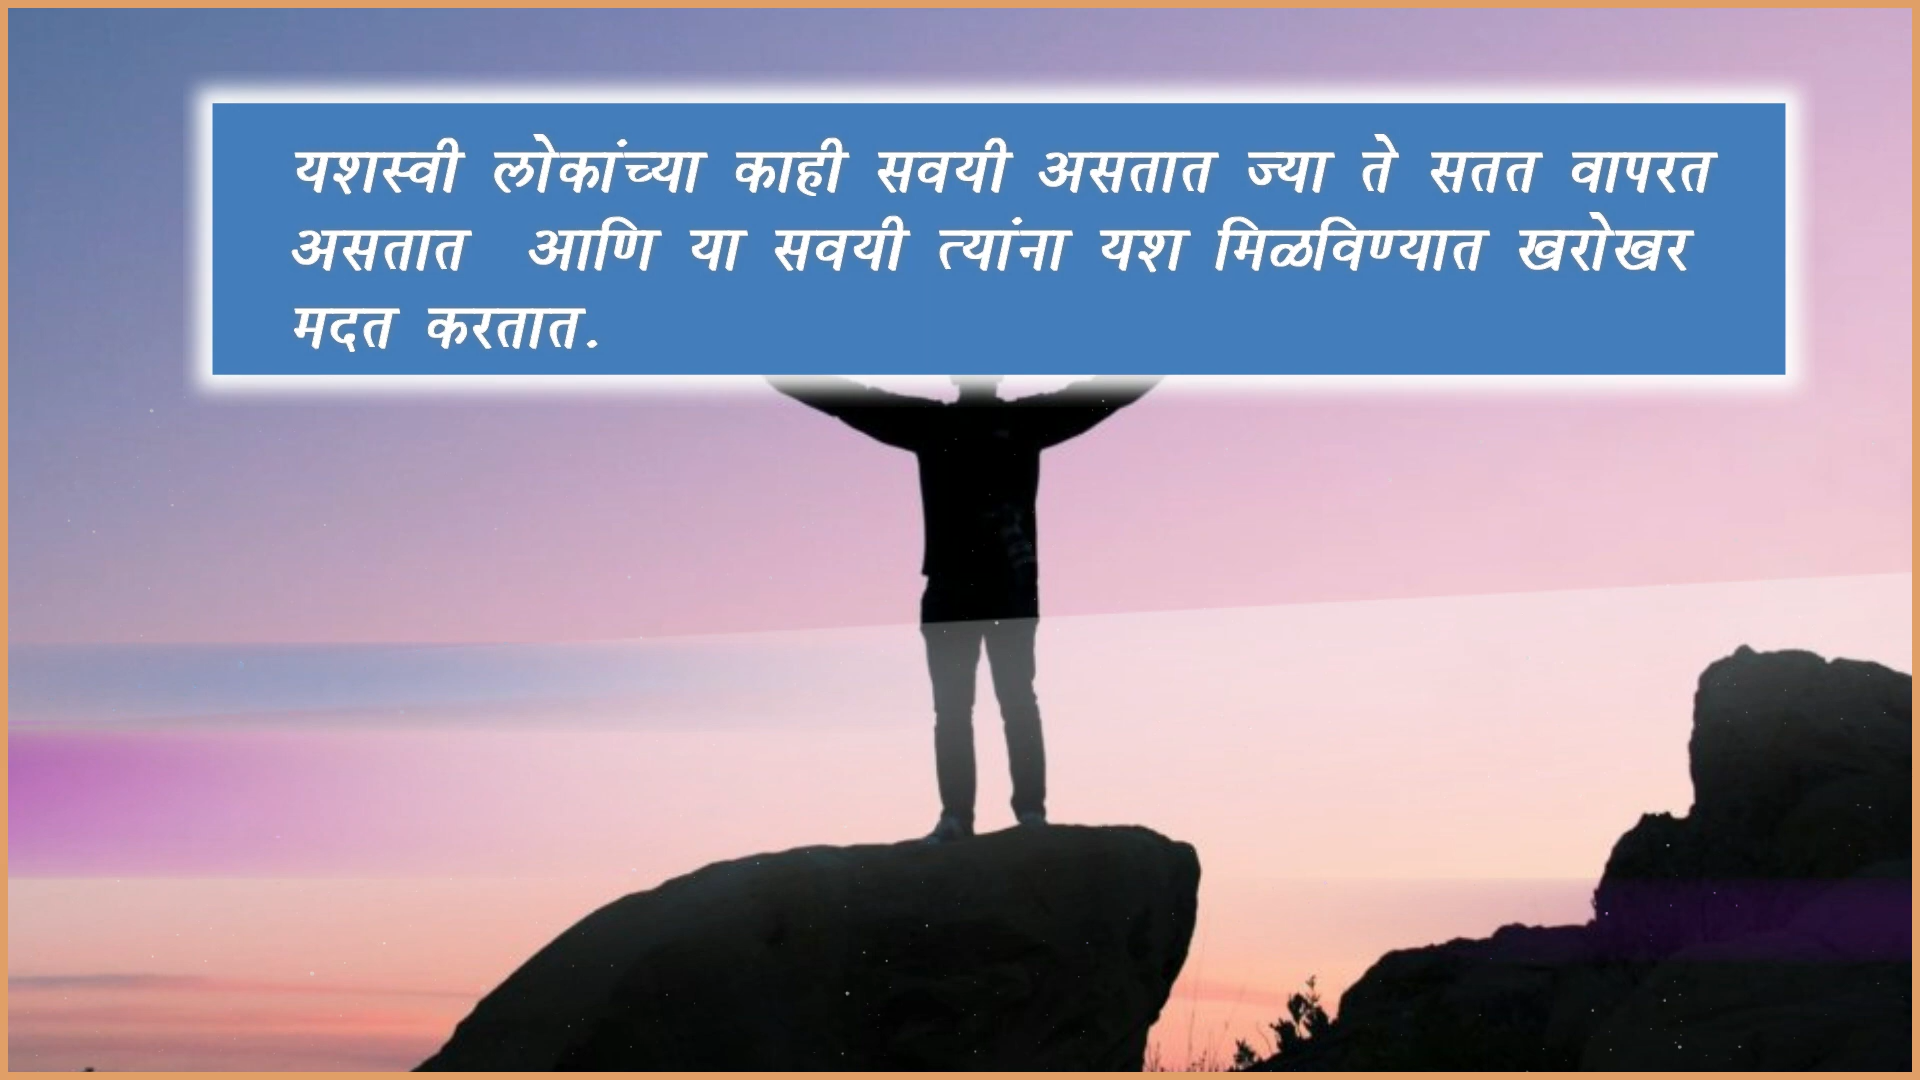 यशस्वी लोकांच्या काही सवयी असतात ज्या ते सतत वापरत
असतात आणि या सवयी त्यांना यश मिळविण्यात खरोखर
मदत करतात.